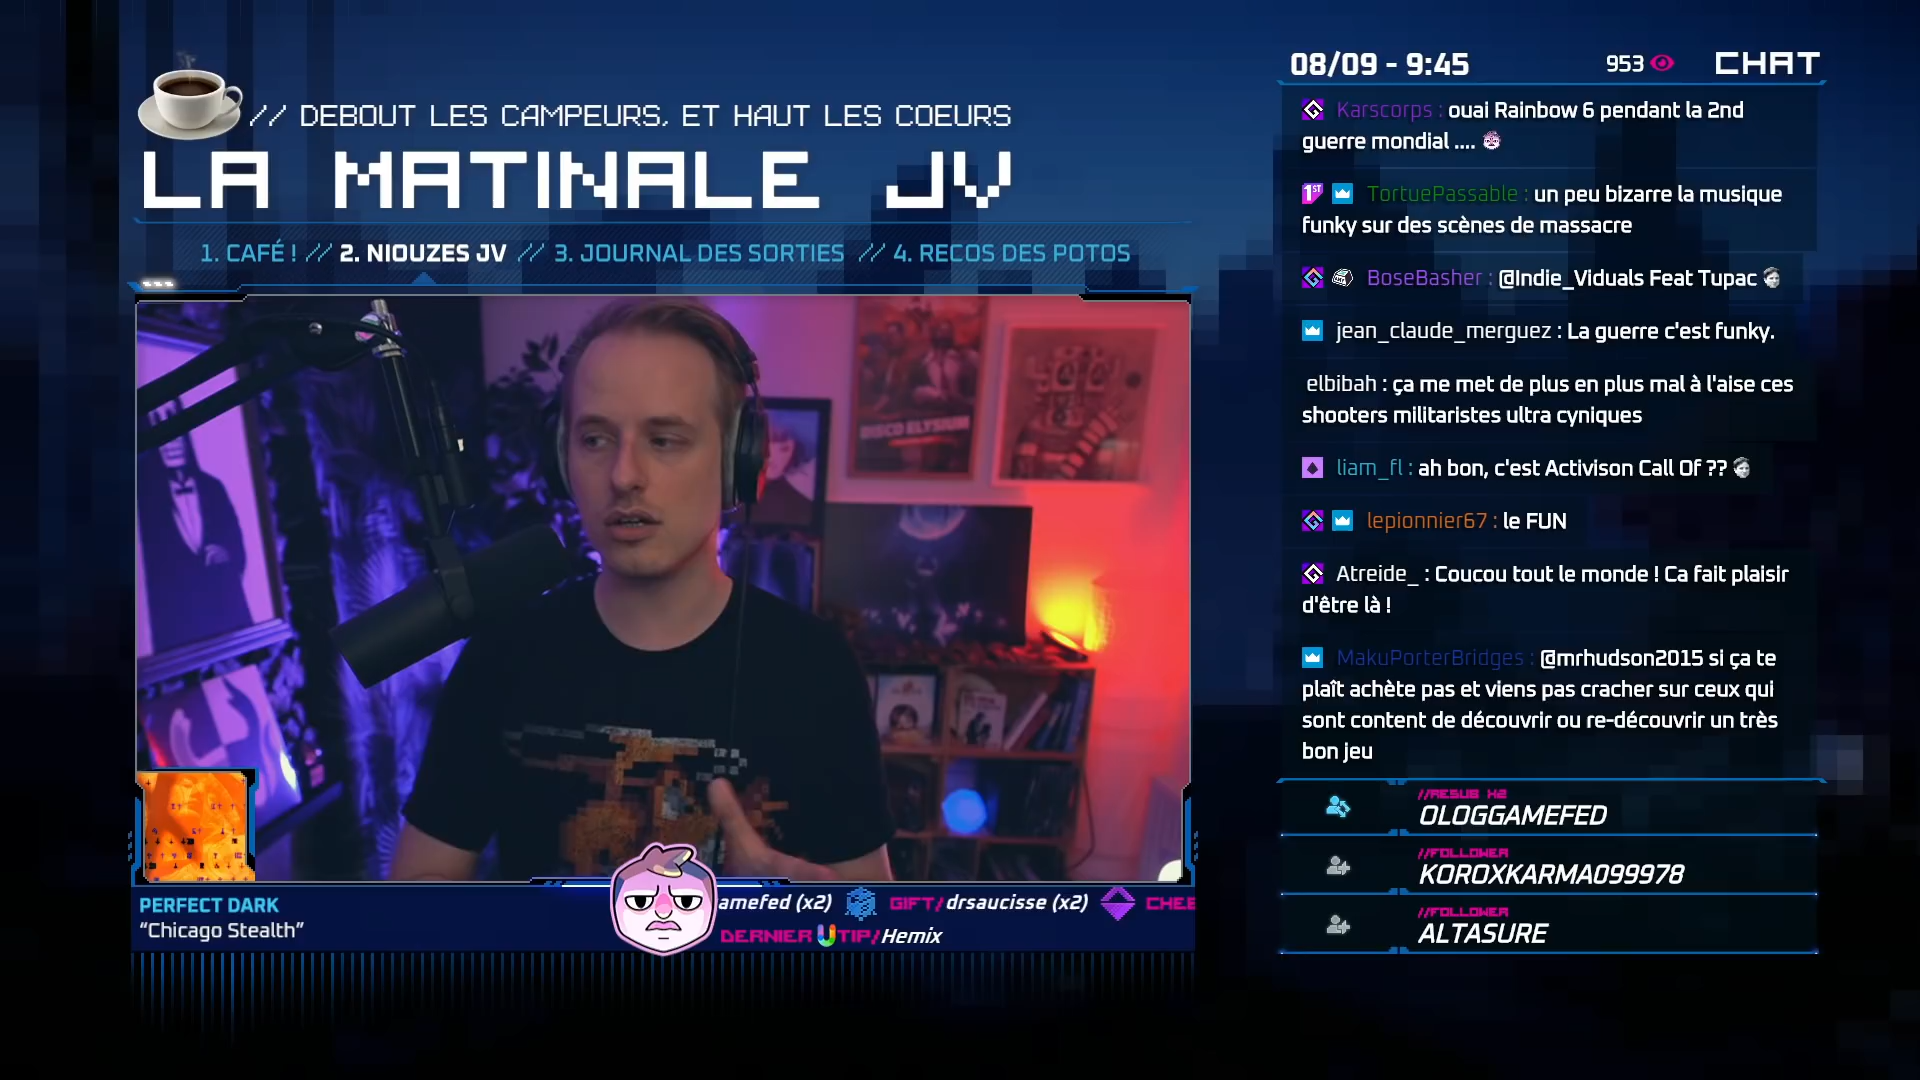 // DEBOUT LES CAMPEURS, ET HAUT LES COEURS
LA MATINALE JV
1. CAFÉ ! // 2. NIOUZES JV // 3. JOURNAL DES SORTIES // 4. RECOS DES POTOS
DISCO ELYSIUM
PERFECT DARK
“Chicago Stealth”
amefed (x2) GIFT/drsaucisse (x2) CHEE
DERNIER TIP/Hemix
08/09 - 9:45 953 CHAT
Karscorps : ouai Rainbow 6 pendant la 2nd
guerre mondial ....
1ST TortuePassable : un peu bizarre la musique
funky sur des scènes de massacre
BoseBasher : @Indie_Viduals Feat Tupac
jean_claude_merguez : La guerre c'est funky.
elbibah : ça me met de plus en plus mal à l'aise ces
shooters militaristes ultra cyniques
liam_fl : ah bon, c'est Activison Call Of ??
lepionnier67 : le FUN
Atreide_ : Coucou tout le monde ! Ca fait plaisir
d'être là !
MakuPorterBridges : @mrhudson2015 si ça te
plaît achète pas et viens pas cracher sur ceux qui
sont content de découvrir ou re-découvrir un très
bon jeu
//RESUB X2
OLOGGAMEFED
//FOLLOWER
KOROXKARMA099978
//FOLLOWER
ALTASURE